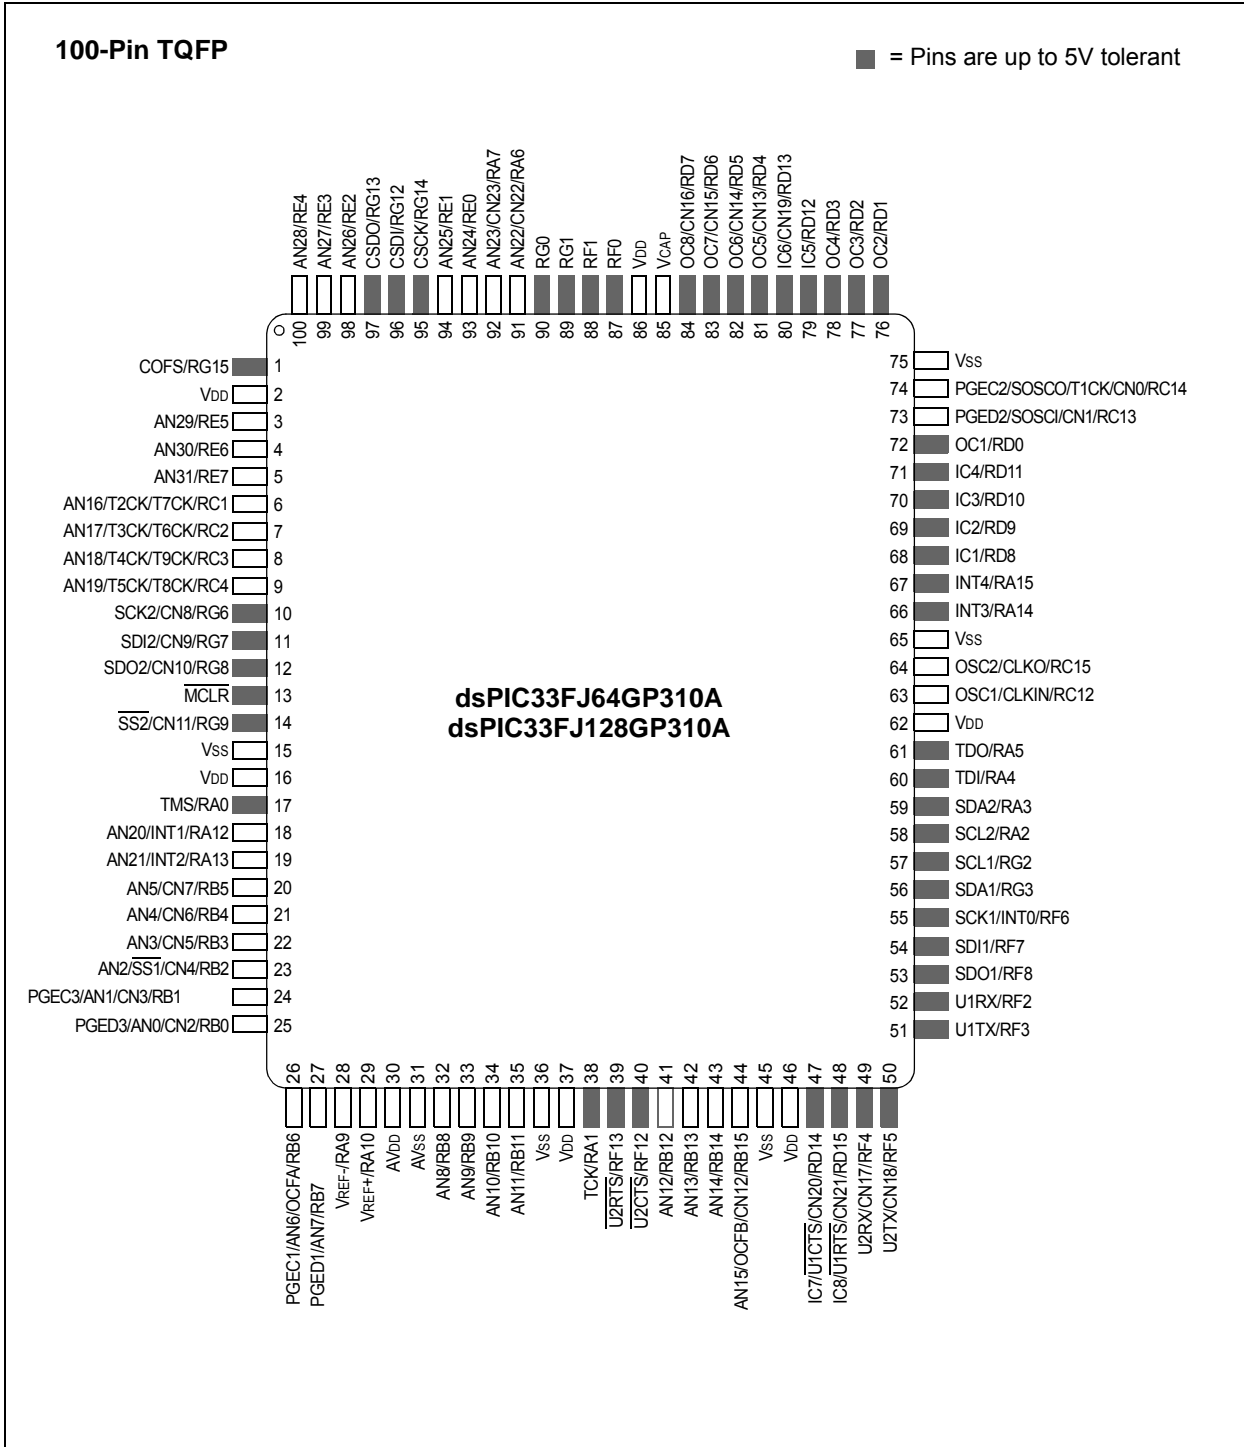 100-Pin TQFP
= Pins are up to 5V tolerant
AN28/RE4
AN27/RE3
AN26/RE2
CSDO/RG13
CSDI/RG12
CSCK/RG14
AN25/RE1
AN24/RE0
AN23/CN23/RA7
AN22/CN22/RA6
RG0
RG1
RF1
RF0
VDD
VCAP
OC8/CN16/RD7
OC7/CN15/RD6
OC6/CN14/RD5
OC5/CN13/RD4
IC6/CN19/RD13
IC5/RD12
OC4/RD3
OC3/RD2
OC2/RD1
100
99
98
97
96
95
94
93
92
91
90
89
88
87
86
85
84
83
82
81
80
79
78
77
76
COFS/RG15 1
VDD 2
AN29/RE5 3
AN30/RE6 4
AN31/RE7 5
AN16/T2CK/T7CK/RC1 6
AN17/T3CK/T6CK/RC2 7
AN18/T4CK/T9CK/RC3 8
AN19/T5CK/T8CK/RC4 9
SCK2/CN8/RG6 10
SDI2/CN9/RG7 11
SDO2/CN10/RG8 12
MCLR 13
SS2/CN11/RG9 14
VSS 15
VDD 16
TMS/RA0 17
AN20/INT1/RA12 18
AN21/INT2/RA13 19
AN5/CN7/RB5 20
AN4/CN6/RB4 21
AN3/CN5/RB3 22
AN2/SS1/CN4/RB2 23
PGEC3/AN1/CN3/RB1 24
PGED3/AN0/CN2/RB0 25
dsPIC33FJ64GP310A
dsPIC33FJ128GP310A
75 VSS
74 PGEC2/SOSCO/T1CK/CN0/RC14
73 PGED2/SOSCI/CN1/RC13
72 OC1/RD0
71 IC4/RD11
70 IC3/RD10
69 IC2/RD9
68 IC1/RD8
67 INT4/RA15
66 INT3/RA14
65 VSS
64 OSC2/CLKO/RC15
63 OSC1/CLKIN/RC12
62 VDD
61 TDO/RA5
60 TDI/RA4
59 SDA2/RA3
58 SCL2/RA2
57 SCL1/RG2
56 SDA1/RG3
55 SCK1/INT0/RF6
54 SDI1/RF7
53 SDO1/RF8
52 U1RX/RF2
51 U1TX/RF3
26
27
28
29
30
31
32
33
34
35
36
37
38
39
40
41
42
43
44
45
46
47
48
49
50
PGEC1/AN6/OCFA/RB6
PGED1/AN7/RB7
VREF-/RA9
VREF+/RA10
AVDD
AVSS
AN8/RB8
AN9/RB9
AN10/RB10
AN11/RB11
VSS
VDD
TCK/RA1
U2RTS/RF13
U2CTS/RF12
AN12/RB12
AN13/RB13
AN14/RB14
AN15/OCFB/CN12/RB15
VSS
VDD
IC7/U1CTS/CN20/RD14
IC8/U1RTS/CN21/RD15
U2RX/CN17/RF4
U2TX/CN18/RF5